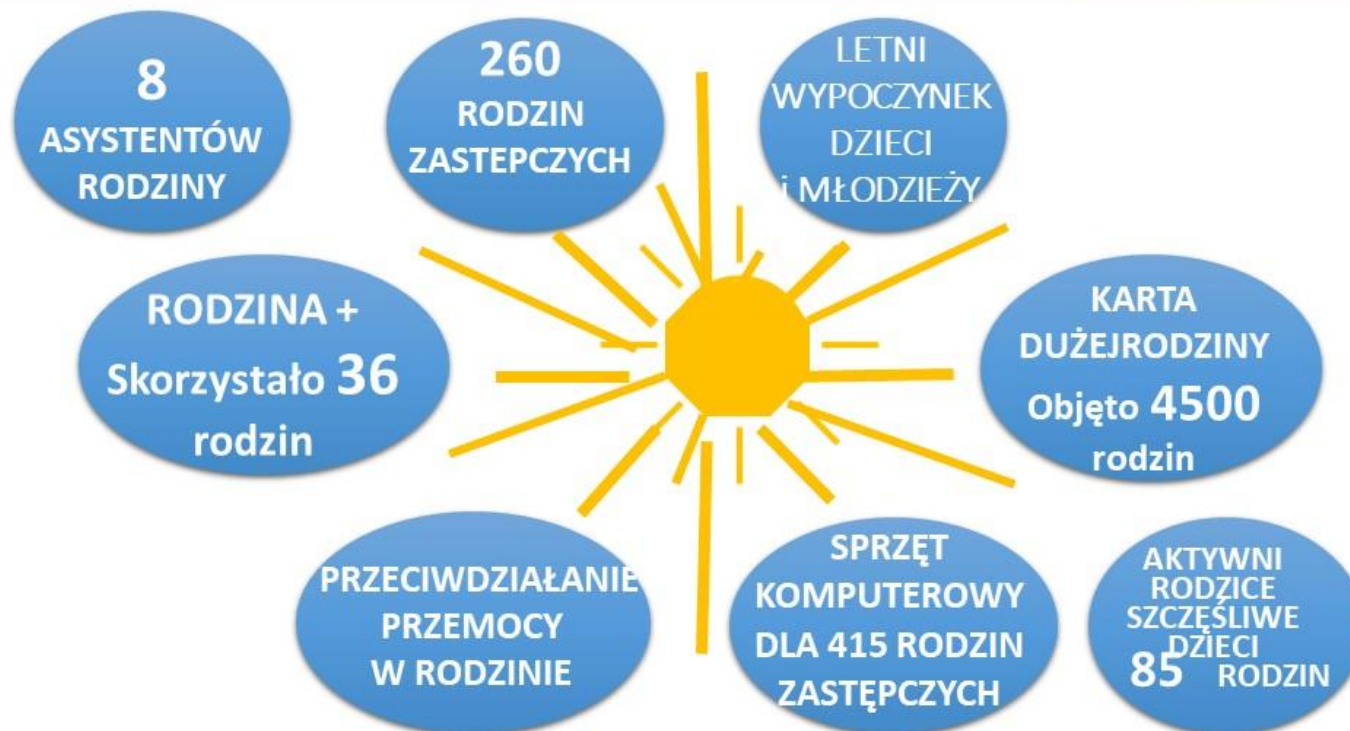 8
ASYSTENTÓW
RODZINY
260
RODZIN
ZASTEPCZYCH
LETNI
WYPOCZYNEK
DZIECI
i MŁODZIEŻY
RODZINA +
Skorzystało 36
rodzin
KARTA
DUŻEJRODZINY
Objęto 4500
rodzin
PRZECIWDZIAŁANIE
PRZEMOCY
W RODZINIE
SPRZĘT
KOMPUTEROWY
DLA 415 RODZIN
ZASTĘPCZYCH
AKTYWNI
RODZICE
SZCZĘŚLIWE
DZIECI
85 RODZIN